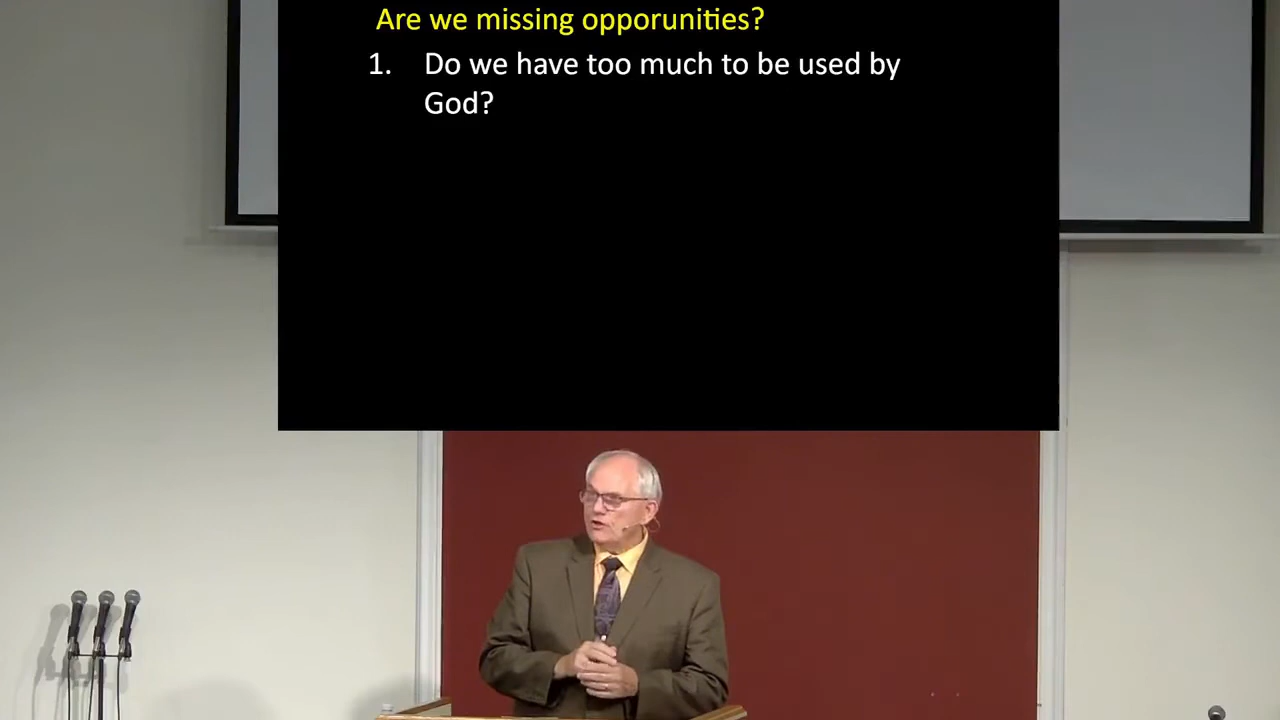 Are we missing opporunities?
1. Do we have too much to be used by
God?